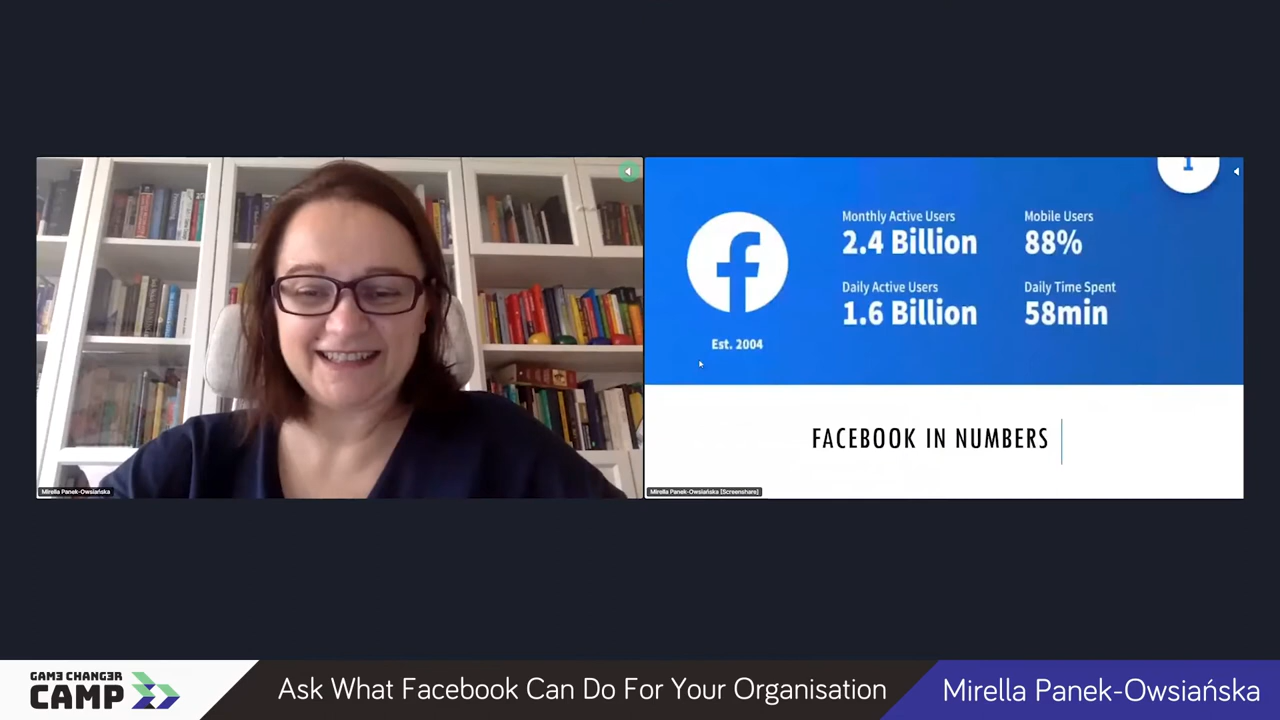 Monthly Active Users
2.4 Billion
Mobile Users
88%
Daily Active Users
1.6 Billion
Daily Time Spent
58min
Est. 2004
FACEBOOK IN NUMBERS
Mirella Panek-Owsiańska
Mirella Panek-Owsiańska [Screenshare]
GAME CHANGER
CAMP
Ask What Facebook Can Do For Your Organisation
Mirella Panek-Owsiańska